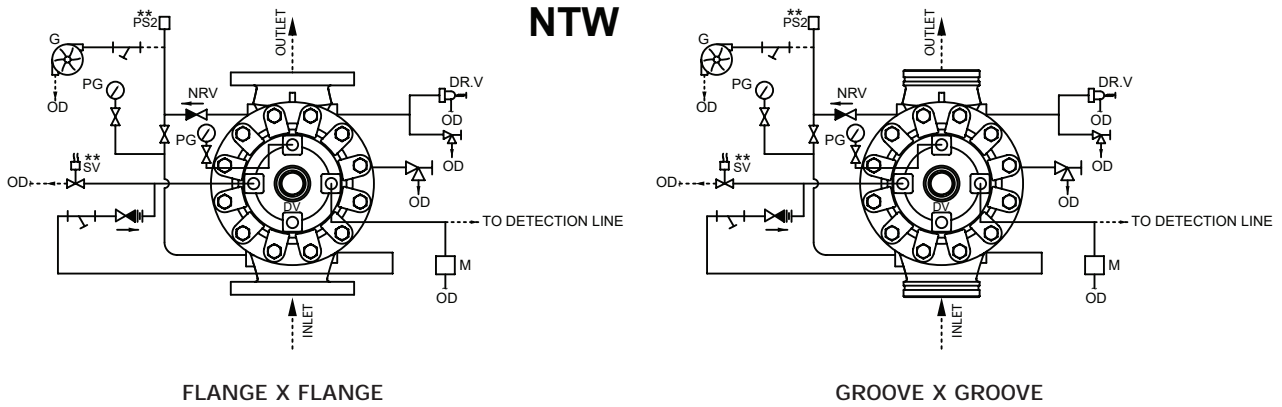 NTW
**
PS2
G
OD
PG
NRV
PG
**
SV
OD
OUTLET
DR.V
OD
OD
OD
DV
TO DETECTION LINE
M
OD
INLET
FLANGE X FLANGE
**
PS2
G
OD
PG
NRV
PG
**
SV
OD
OUTLET
DR.V
OD
OD
OD
DV
TO DETECTION LINE
M
OD
INLET
GROOVE X GROOVE